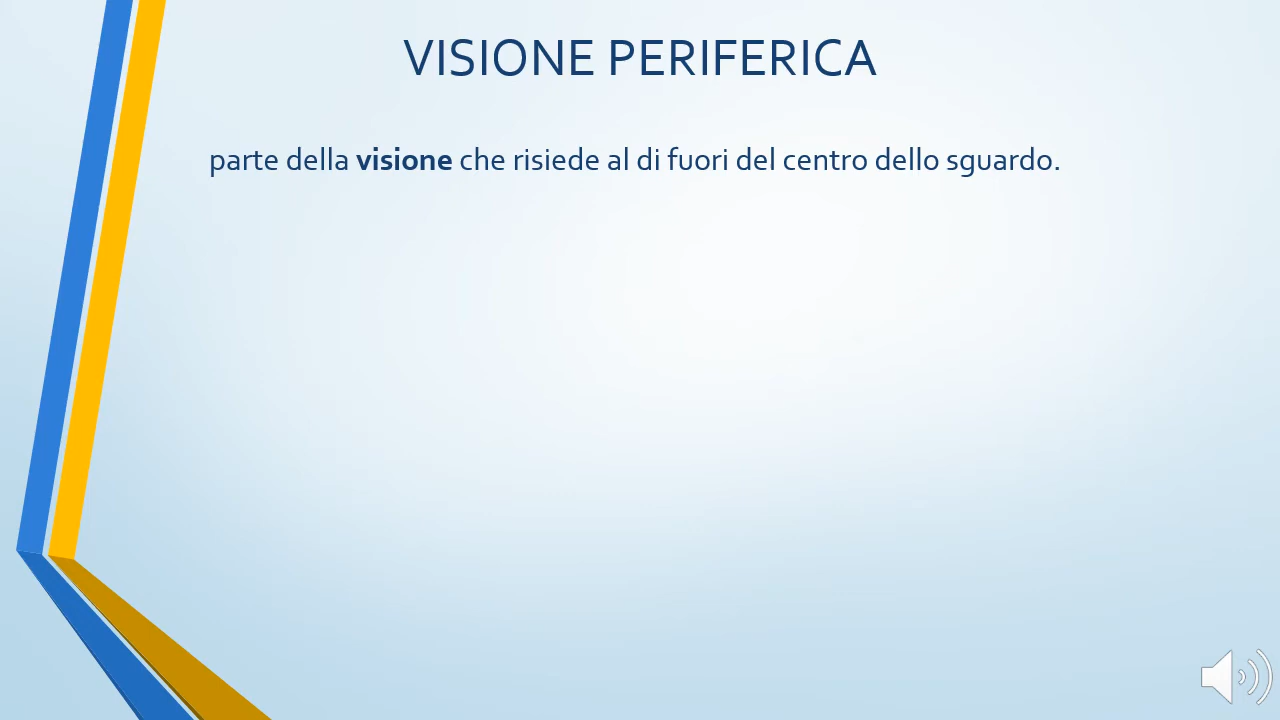 VISIONE PERIFERICA
parte della visione che risiede al di fuori del centro dello sguardo.